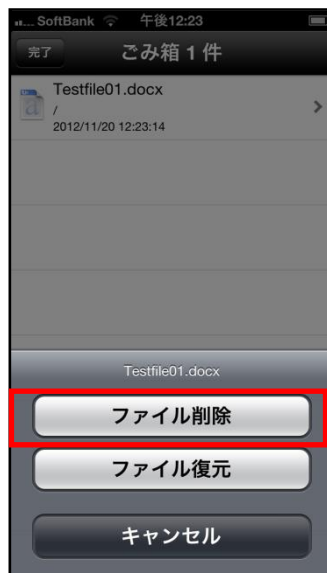 SoftBank 午後12:23
完了 ごみ箱 1 件
Testfile01.docx
/
2012/11/20 12:23:14
Testfile01.docx
ファイル削除
ファイル復元
キャンセル